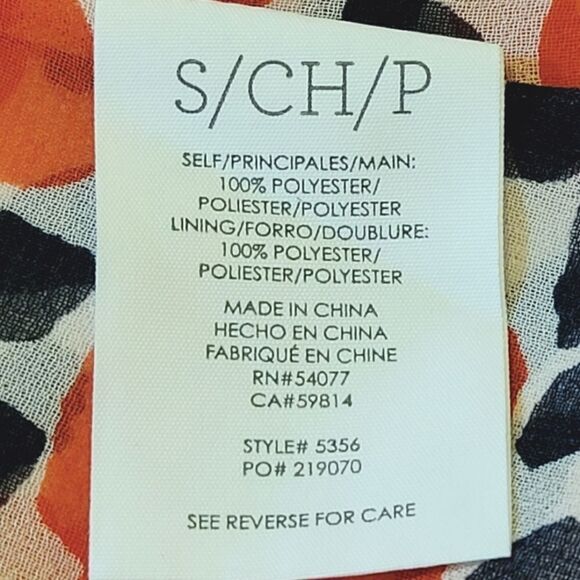 S/CH/P
SELF/PRINCIPALES/MAIN:
100% POLYESTER/
POLIESTER/POLYESTER
LINING/FORRO/DOUBLURE:
100% POLYESTER/
POLIESTER/POLYESTER
MADE IN CHINA
HECHO EN CHINA
FABRIQUÉ EN CHINE
RN#54077
CA#59814
STYLE# 5356
PO# 219070
SEE REVERSE FOR CARE